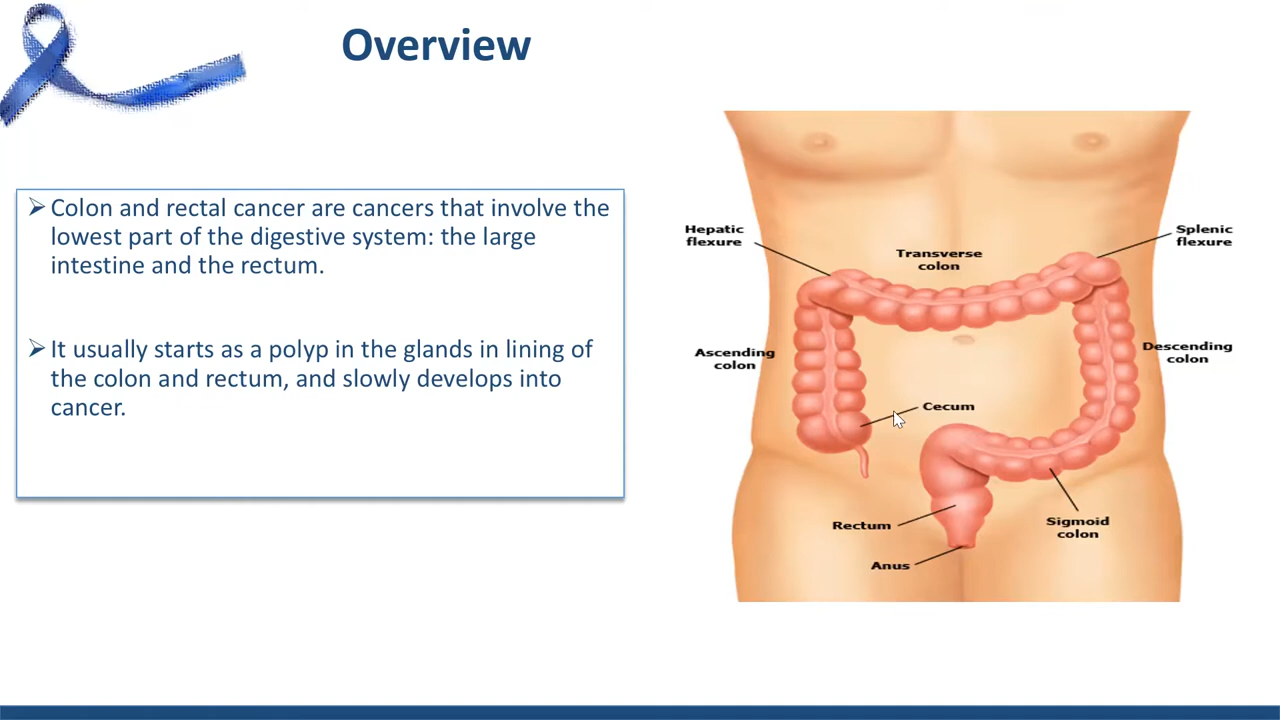 Overview
➢Colon and rectal cancer are cancers that involve the
lowest part of the digestive system: the large
intestine and the rectum.
➢It usually starts as a polyp in the glands in lining of
the colon and rectum, and slowly develops into
cancer.
Hepatic
flexure
Transverse
colon
Splenic
flexure
Ascending
colon
Descending
colon
Cecum
Rectum
Sigmoid
colon
Anus